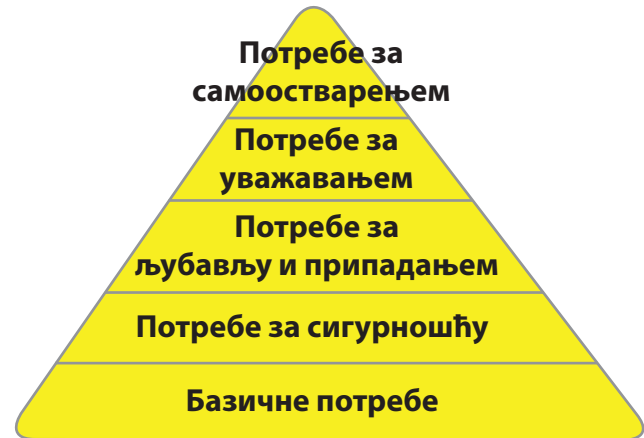 Потребе за
самоостварењем
Потребе за
уважавањем
Потребе за
љубављу и припадањем
Потребе за сигурношћу
Базичне потребе